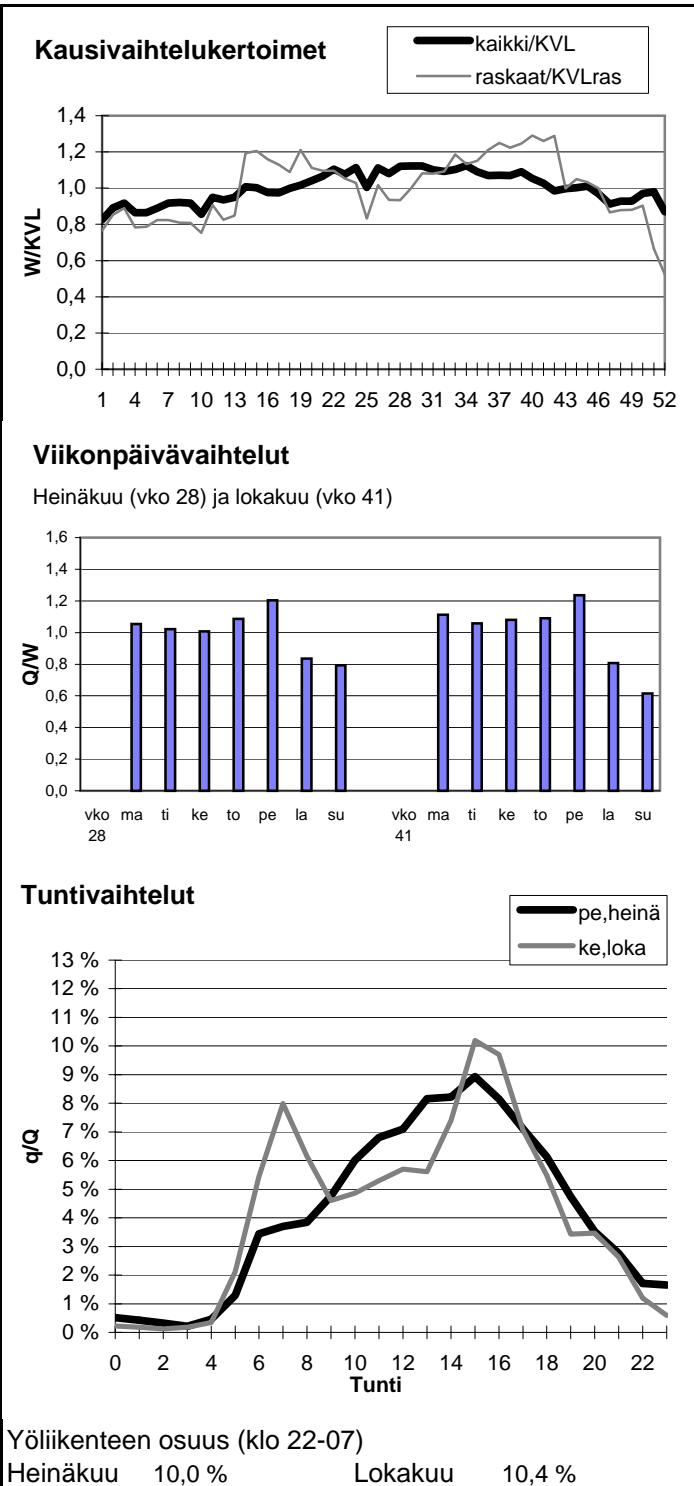 Kausivaihtelukertoimet
kaikki/KVL
raskaat/KVLras
W/KVL
1,4
1,2
1,0
0,8
0,6
0,4
0,2
0,0
1 4 7 10 13 16 19 22 25 28 31 34 37 40 43 46 49 52
Viikonpäivävaihtelut
Heinäkuu (vko 28) ja lokakuu (vko 41)
Q/W
1,6
1,4
1,2
1,0
0,8
0,6
0,4
0,2
0,0
vko ma ti ke to pe la su vko ma ti ke to pe la su
28 41
Tuntivaihtelut
pe,heinä
ke,loka
q/Q
13 %
12 %
11 %
10 %
9 %
8 %
7 %
6 %
5 %
4 %
3 %
2 %
1 %
0 %
0 2 4 6 8 10 12 14 16 18 20 22
Tunti
Yöliikenteen osuus (klo 22-07)
Heinäkuu 10,0 % Lokakuu 10,4 %